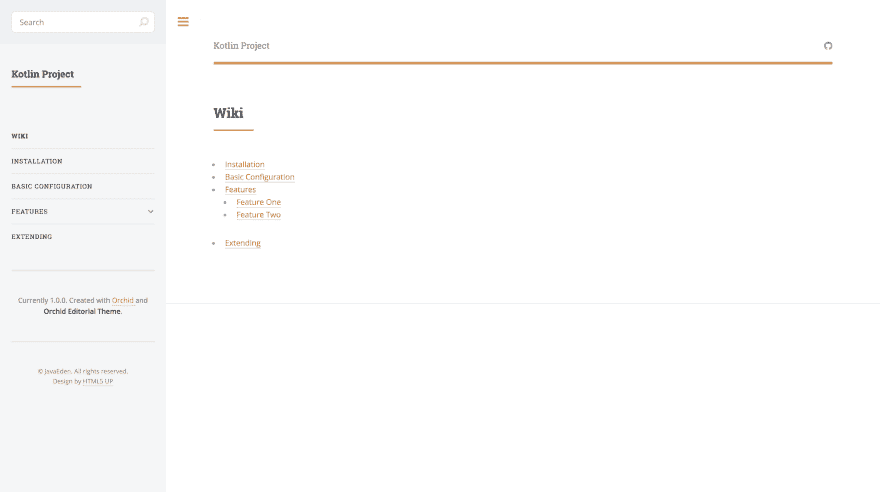 Search
Kotlin Project
WIKI
INSTALLATION
BASIC CONFIGURATION
FEATURES
EXTENDING
Currently 1.0.0. Created with Orchid and
Orchid Editorial Theme.
© JavaEden. All rights reserved.
Design by HTML5 UP
Kotlin Project
Wiki
Installation
Basic Configuration
Features
Feature One
Feature Two
Extending